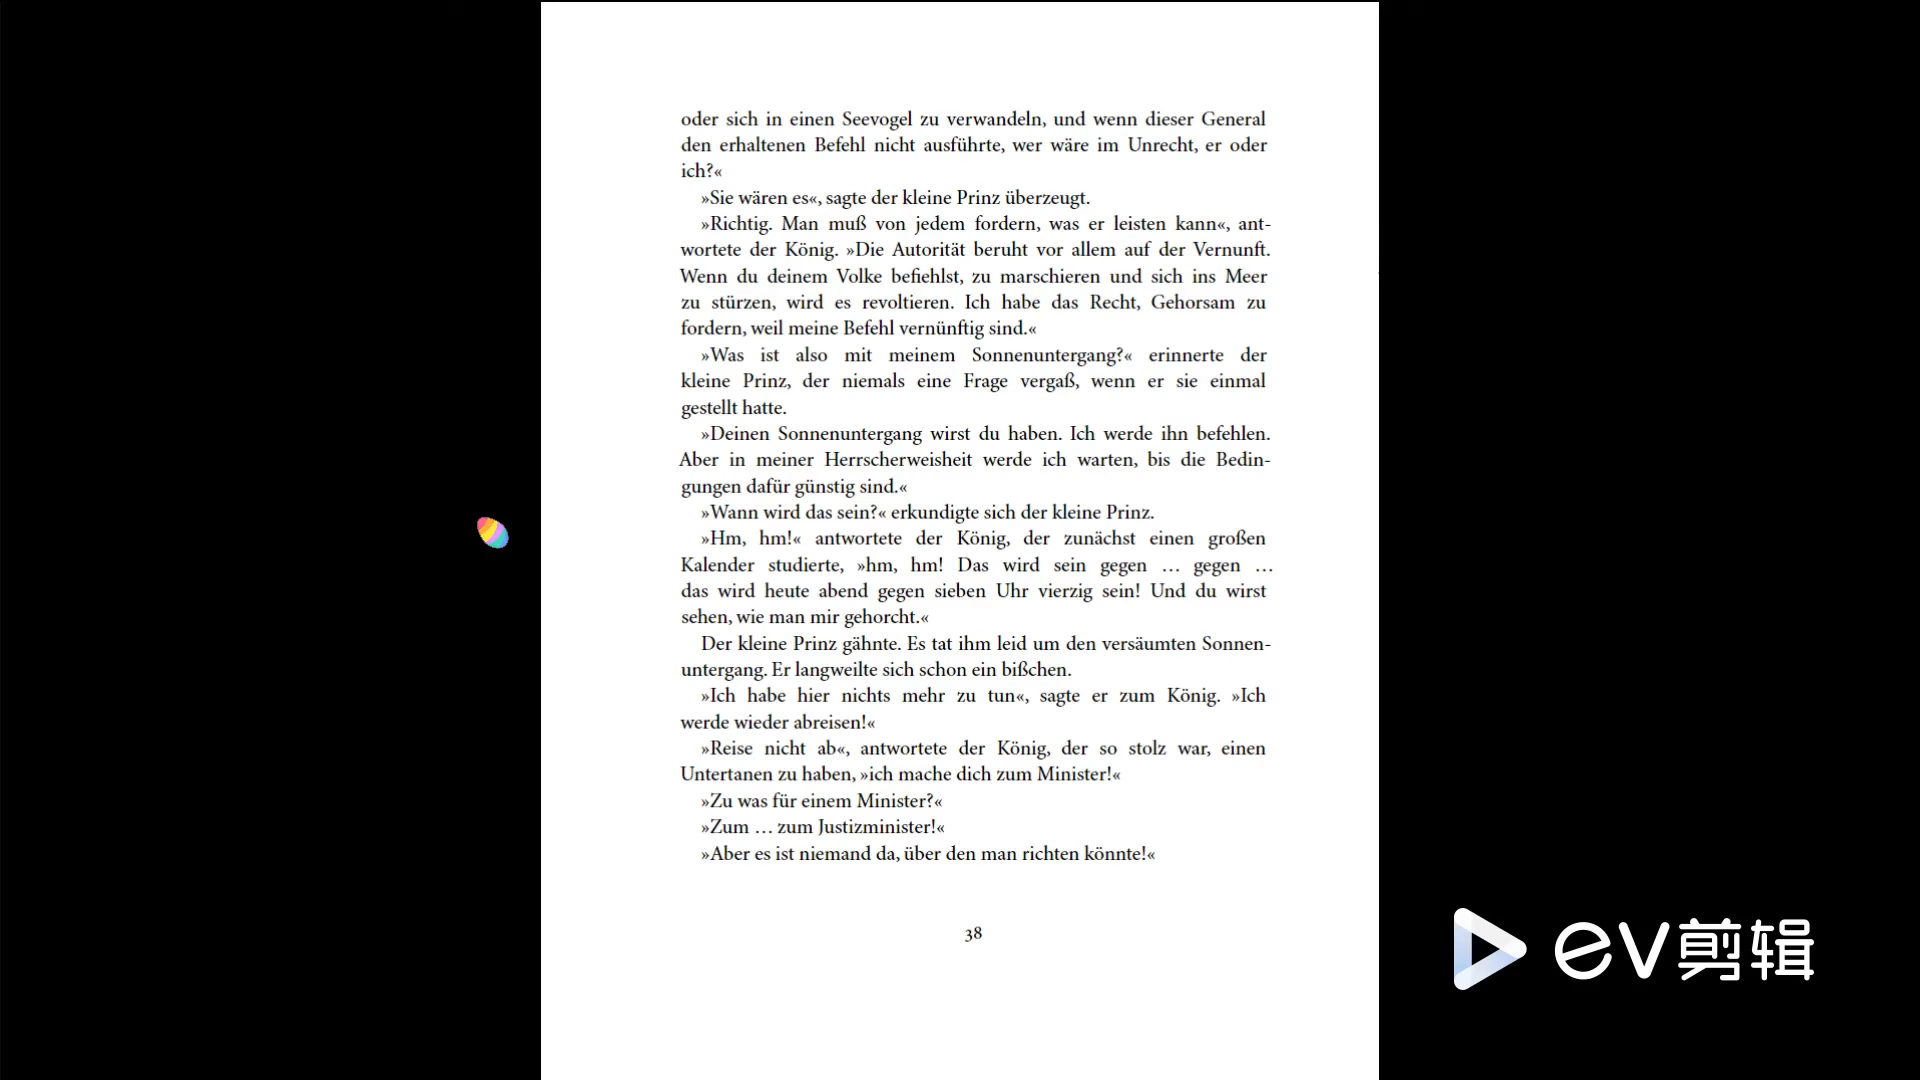 oder sich in einen Seevogel zu verwandeln, und wenn dieser General
den erhaltenen Befehl nicht ausführte, wer wäre im Unrecht, er oder
ich?«
»Sie wären es«, sagte der kleine Prinz überzeugt.
»Richtig. Man muß von jedem fordern, was er leisten kann«, ant-
wortete der König. »Die Autorität beruht vor allem auf der Vernunft.
Wenn du deinem Volke befiehlst, zu marschieren und sich ins Meer
zu stürzen, wird es revoltieren. Ich habe das Recht, Gehorsam zu
fordern, weil meine Befehl vernünftig sind.«
»Was ist also mit meinem Sonnenuntergang?« erinnerte der
kleine Prinz, der niemals eine Frage vergaß, wenn er sie einmal
gestellt hatte.
»Deinen Sonnenuntergang wirst du haben. Ich werde ihn befehlen.
Aber in meiner Herrscherweisheit werde ich warten, bis die Bedin-
gungen dafür günstig sind.«
»Wann wird das sein?« erkundigte sich der kleine Prinz.
»Hm, hm!« antwortete der König, der zunächst einen großen
Kalender studierte, »hm, hm! Das wird sein gegen … gegen …
das wird heute abend gegen sieben Uhr vierzig sein! Und du wirst
sehen, wie man mir gehorcht.«
Der kleine Prinz gähnte. Es tat ihm leid um den versäumten Sonnen-
untergang. Er langweilte sich schon ein bißchen.
»Ich habe hier nichts mehr zu tun«, sagte er zum König. »Ich
werde wieder abreisen!«
»Reise nicht ab«, antwortete der König, der so stolz war, einen
Untertanen zu haben, »ich mache dich zum Minister!«
»Zu was für einem Minister?«
»Zum … zum Justizminister!«
»Aber es ist niemand da, über den man richten könnte!«
38
eV剪辑